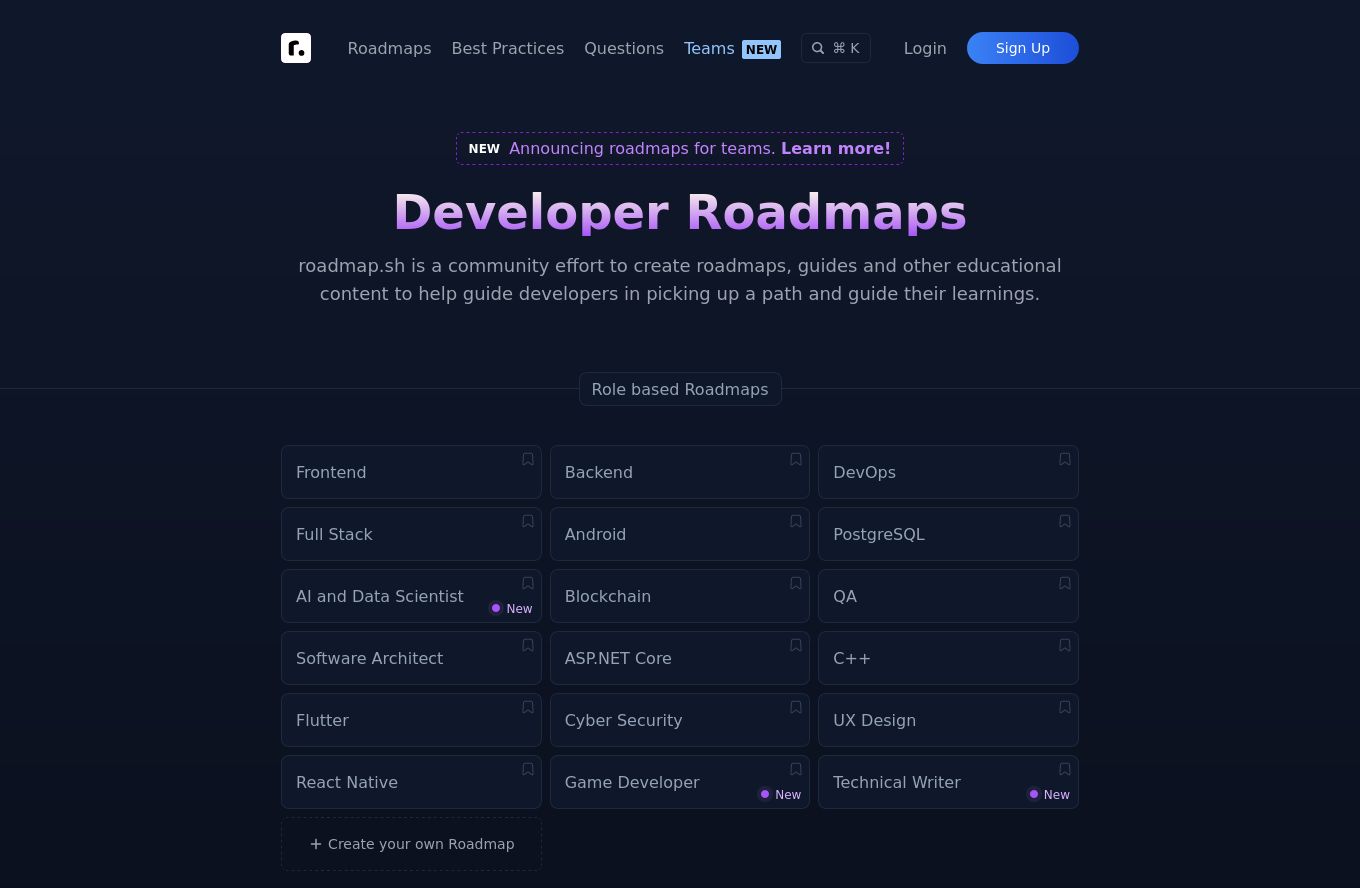 Roadmaps Best Practices Questions Teams NEW ⌘ K Login Sign Up
NEW Announcing roadmaps for teams. Learn more!
Developer Roadmaps
roadmap.sh is a community effort to create roadmaps, guides and other educational
content to help guide developers in picking up a path and guide their learnings.
Role based Roadmaps
Frontend
Backend
DevOps
Full Stack
Android
PostgreSQL
AI and Data Scientist
New
Blockchain
QA
Software Architect
ASP.NET Core
C++
Flutter
Cyber Security
UX Design
React Native
Game Developer
New
Technical Writer
New
+ Create your own Roadmap